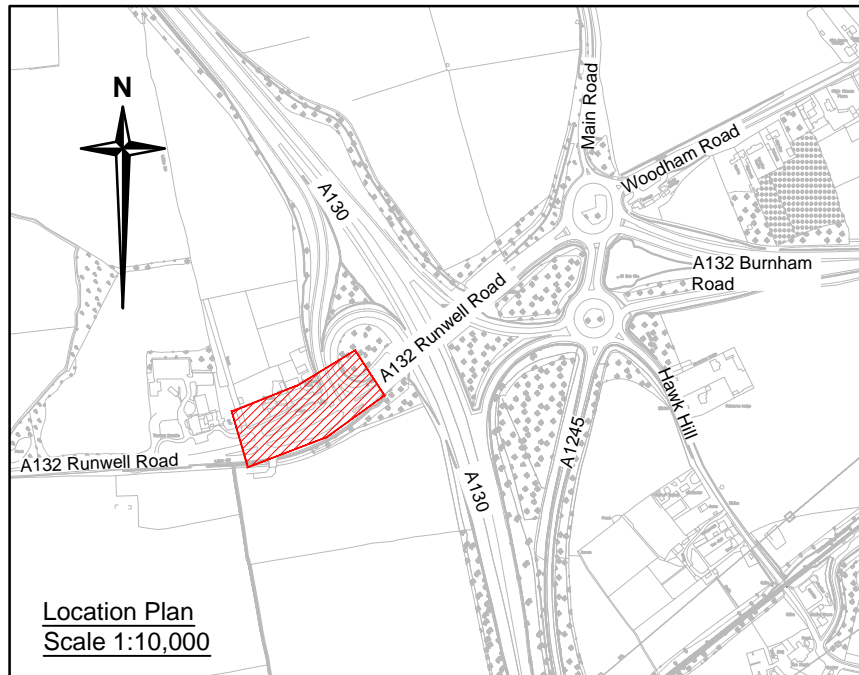 N
Main Road
Woodham Road
A130
A132 Burnham
Road
A132 Runwell Road
Hawk Hill
A1245
A132 Runwell Road
A130
Location Plan
Scale 1:10,000